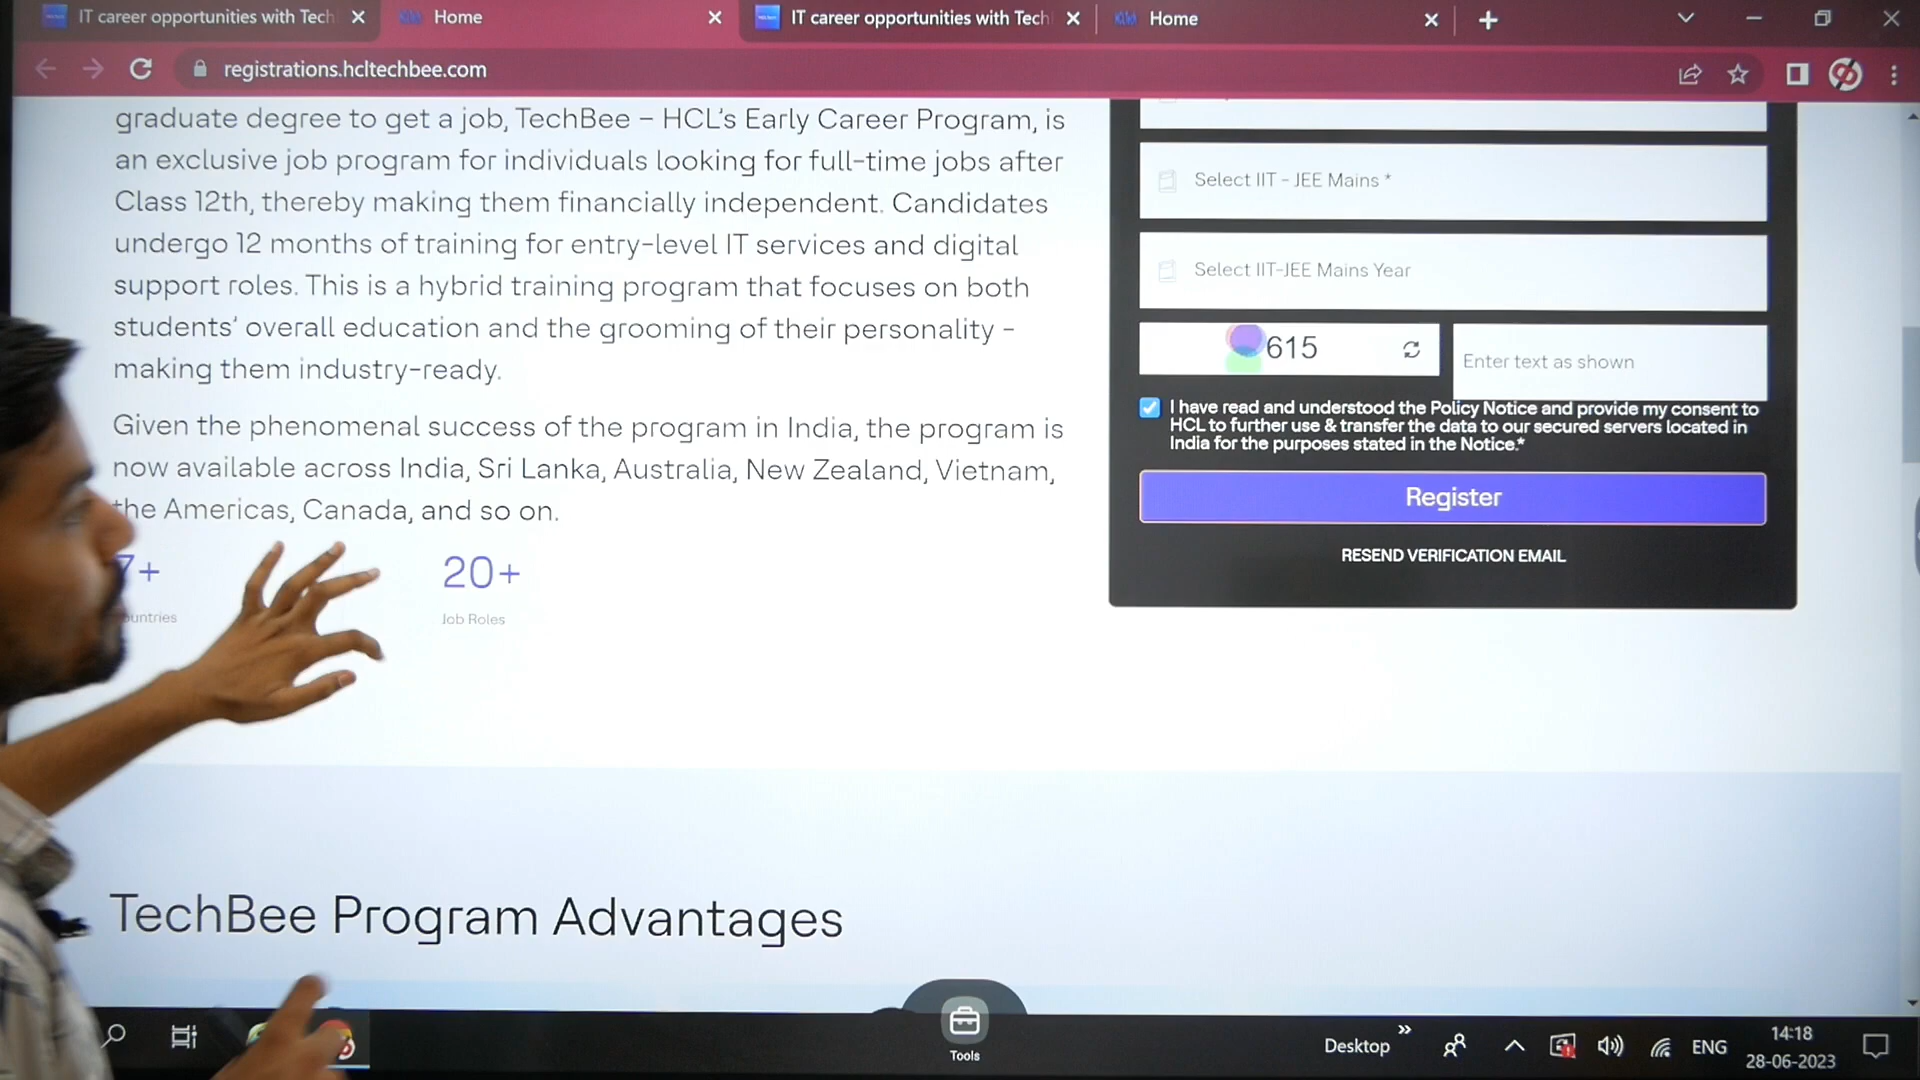 IT career opportunities with Tech
Home
IT career opportunities with Tech
Home
registrations.hcltechbee.com
graduate degree to get a job, TechBee – HCL's Early Career Program, is
an exclusive job program for individuals looking for full-time jobs after
Class 12th, thereby making them financially independent. Candidates
undergo 12 months of training for entry-level IT services and digital
support roles. This is a hybrid training program that focuses on both
students' overall education and the grooming of their personality -
making them industry-ready.
Given the phenomenal success of the program in India, the program is
now available across India, Sri Lanka, Australia, New Zealand, Vietnam,
the Americas, Canada, and so on.
7+
20+
Job Roles
Select IIT - JEE Mains *
Select IIT-JEE Mains Year
615
Enter text as shown
I have read and understood the Policy Notice and provide my consent to
HCL to further use & transfer the data to our secured servers located in
India for the purposes stated in the Notice.*
Register
RESEND VERIFICATION EMAIL
TechBee Program Advantages
Tools
Desktop
ENG
14:18
28-06-2023